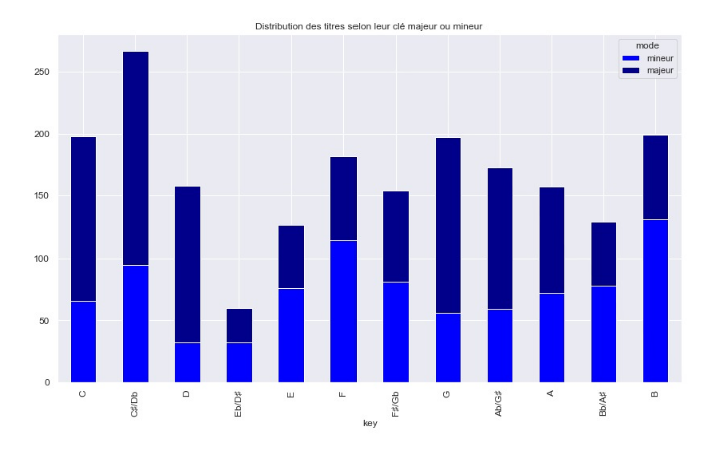 Distribution des titres selon leur clé majeur ou mineur
mode
mineur
majeur
250
200
150
100
50
0
C
C#/Db
D
Eb/D#
E
F
F#/Gb
G
Ab/G#
A
Bb/A#
B
key